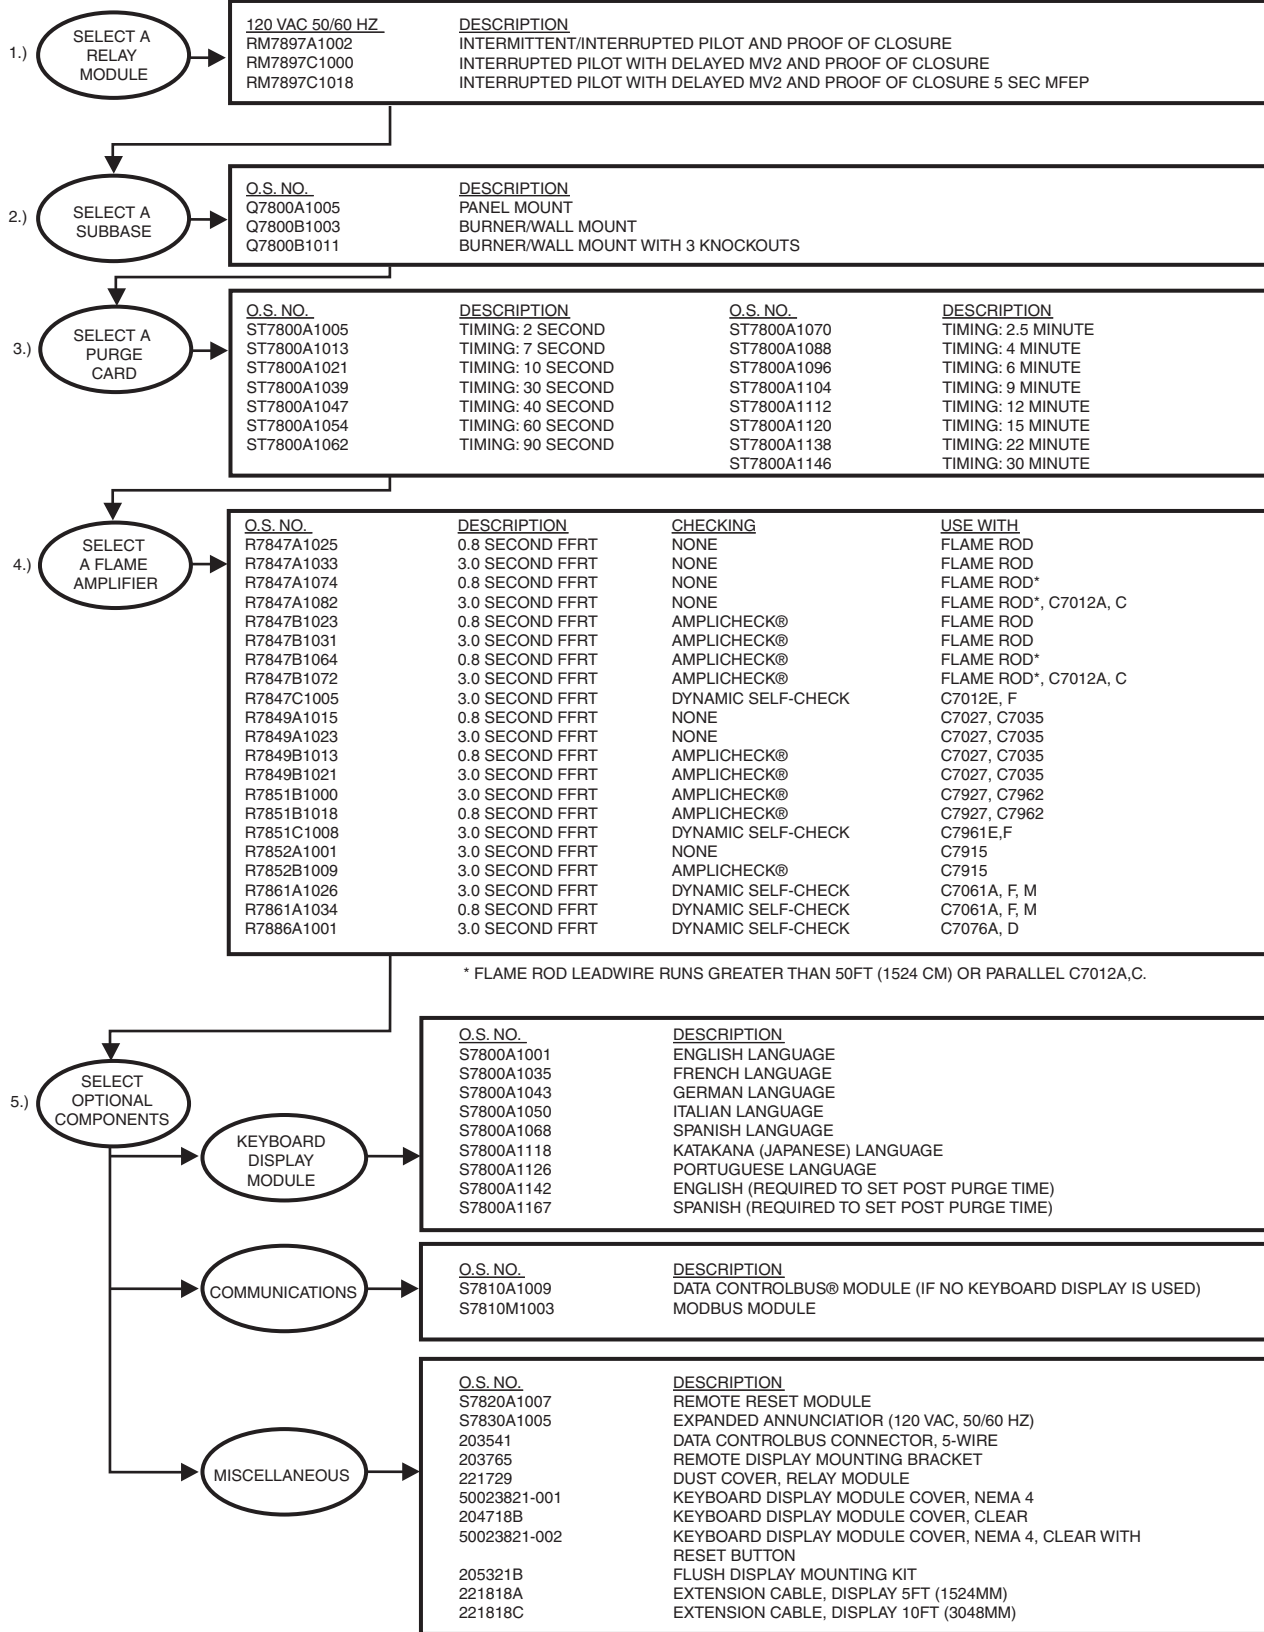 1.) SELECT A RELAY MODULE
120 VAC 50/60 HZ DESCRIPTION
RM7897A1002 INTERMITTENT/INTERRUPTED PILOT AND PROOF OF CLOSURE
RM7897C1000 INTERRUPTED PILOT WITH DELAYED MV2 AND PROOF OF CLOSURE
RM7897C1018 INTERRUPTED PILOT WITH DELAYED MV2 AND PROOF OF CLOSURE 5 SEC MFEP
2.) SELECT A SUBBASE
O.S. NO. DESCRIPTION
Q7800A1005 PANEL MOUNT
Q7800B1003 BURNER/WALL MOUNT
Q7800B1011 BURNER/WALL MOUNT WITH 3 KNOCKOUTS
3.) SELECT A PURGE CARD
O.S. NO. DESCRIPTION O.S. NO. DESCRIPTION
ST7800A1005 TIMING: 2 SECOND ST7800A1070 TIMING: 2.5 MINUTE
ST7800A1013 TIMING: 7 SECOND ST7800A1088 TIMING: 4 MINUTE
ST7800A1021 TIMING: 10 SECOND ST7800A1096 TIMING: 6 MINUTE
ST7800A1039 TIMING: 30 SECOND ST7800A1104 TIMING: 9 MINUTE
ST7800A1047 TIMING: 40 SECOND ST7800A1112 TIMING: 12 MINUTE
ST7800A1054 TIMING: 60 SECOND ST7800A1120 TIMING: 15 MINUTE
ST7800A1062 TIMING: 90 SECOND ST7800A1138 TIMING: 22 MINUTE
ST7800A1146 TIMING: 30 MINUTE
4.) SELECT A FLAME AMPLIFIER
O.S. NO. DESCRIPTION CHECKING USE WITH
R7847A1025 0.8 SECOND FFRT NONE FLAME ROD
R7847A1033 3.0 SECOND FFRT NONE FLAME ROD
R7847A1074 0.8 SECOND FFRT NONE FLAME ROD*
R7847A1082 3.0 SECOND FFRT NONE FLAME ROD*, C7012A, C
R7847B1023 0.8 SECOND FFRT AMPLICHECK® FLAME ROD
R7847B1031 3.0 SECOND FFRT AMPLICHECK® FLAME ROD
R7847B1064 0.8 SECOND FFRT AMPLICHECK® FLAME ROD*
R7847B1072 3.0 SECOND FFRT AMPLICHECK® FLAME ROD*, C7012A, C
R7847C1005 3.0 SECOND FFRT DYNAMIC SELF-CHECK C7012E, F
R7849A1015 0.8 SECOND FFRT NONE C7027, C7035
R7849A1023 3.0 SECOND FFRT NONE C7027, C7035
R7849B1013 0.8 SECOND FFRT AMPLICHECK® C7027, C7035
R7849B1021 3.0 SECOND FFRT AMPLICHECK® C7027, C7035
R7851B1000 3.0 SECOND FFRT AMPLICHECK® C7927, C7962
R7851B1018 0.8 SECOND FFRT AMPLICHECK® C7927, C7962
R7851C1008 3.0 SECOND FFRT DYNAMIC SELF-CHECK C7961E,F
R7852A1001 3.0 SECOND FFRT NONE C7915
R7852B1009 3.0 SECOND FFRT AMPLICHECK® C7915
R7861A1026 3.0 SECOND FFRT DYNAMIC SELF-CHECK C7061A, F, M
R7861A1034 0.8 SECOND FFRT DYNAMIC SELF-CHECK C7061A, F, M
R7886A1001 3.0 SECOND FFRT DYNAMIC SELF-CHECK C7076A, D
* FLAME ROD LEADWIRE RUNS GREATER THAN 50FT (1524 CM) OR PARALLEL C7012A,C.
5.) SELECT OPTIONAL COMPONENTS
KEYBOARD DISPLAY MODULE
O.S. NO. DESCRIPTION
S7800A1001 ENGLISH LANGUAGE
S7800A1035 FRENCH LANGUAGE
S7800A1043 GERMAN LANGUAGE
S7800A1050 ITALIAN LANGUAGE
S7800A1068 SPANISH LANGUAGE
S7800A1118 KATAKANA (JAPANESE) LANGUAGE
S7800A1126 PORTUGUESE LANGUAGE
S7800A1142 ENGLISH (REQUIRED TO SET POST PURGE TIME)
S7800A1167 SPANISH (REQUIRED TO SET POST PURGE TIME)
COMMUNICATIONS
O.S. NO. DESCRIPTION
S7810A1009 DATA CONTROLBUS® MODULE (IF NO KEYBOARD DISPLAY IS USED)
S7810M1003 MODBUS MODULE
MISCELLANEOUS
O.S. NO. DESCRIPTION
S7820A1007 REMOTE RESET MODULE
S7830A1005 EXPANDED ANNUNCIATIOR (120 VAC, 50/60 HZ)
203541 DATA CONTROLBUS CONNECTOR, 5-WIRE
203765 REMOTE DISPLAY MOUNTING BRACKET
221729 DUST COVER, RELAY MODULE
50023821-001 KEYBOARD DISPLAY MODULE COVER, NEMA 4
204718B KEYBOARD DISPLAY MODULE COVER, CLEAR
50023821-002 KEYBOARD DISPLAY MODULE COVER, NEMA 4, CLEAR WITH
RESET BUTTON
205321B FLUSH DISPLAY MOUNTING KIT
221818A EXTENSION CABLE, DISPLAY 5FT (1524MM)
221818C EXTENSION CABLE, DISPLAY 10FT (3048MM)